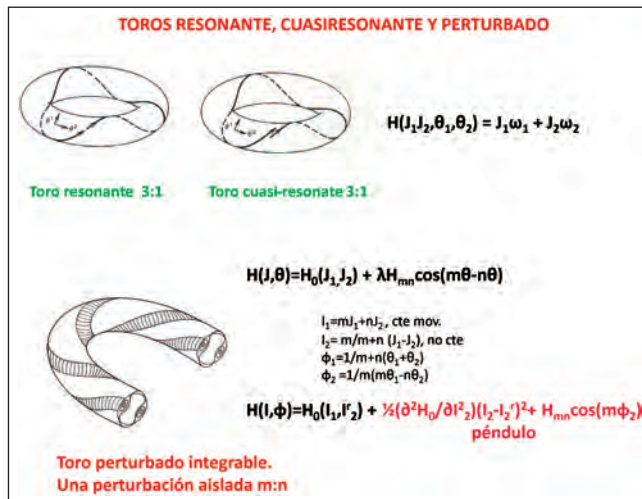 TOROS RESONANTE, CUASIRESONANTE Y PERTURBADO
H(J₁J₂,θ₁,θ₂) = J₁ω₁ + J₂ω₂
Toro resonante 3:1
Toro cuasi-resonate 3:1
H(J,θ)=H₀(J₁,J₂) + λHₘₙcos(mθ-nθ)
I₁=mJ₁+nJ₂, cte mov.
I₂= m/m+n (J₁-J₂), no cte
ϕ₁=1/m+n(θ₁+θ₂)
ϕ₂ =1/m(mθ₁-nθ₂)
H(I,ϕ)=H₀(I₁,Iʳ₂) + ½(∂²H₀/∂I²₂)(I₂-I₂ʳ)²+ Hₘₙcos(mϕ₂)
péndulo
Toro perturbado integrable.
Una perturbación aislada m:n